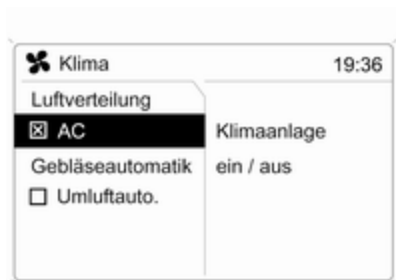 Klima 19:36
Luftverteilung
AC Klimaanlage
Gebläseautomatik ein / aus
Umluftauto.